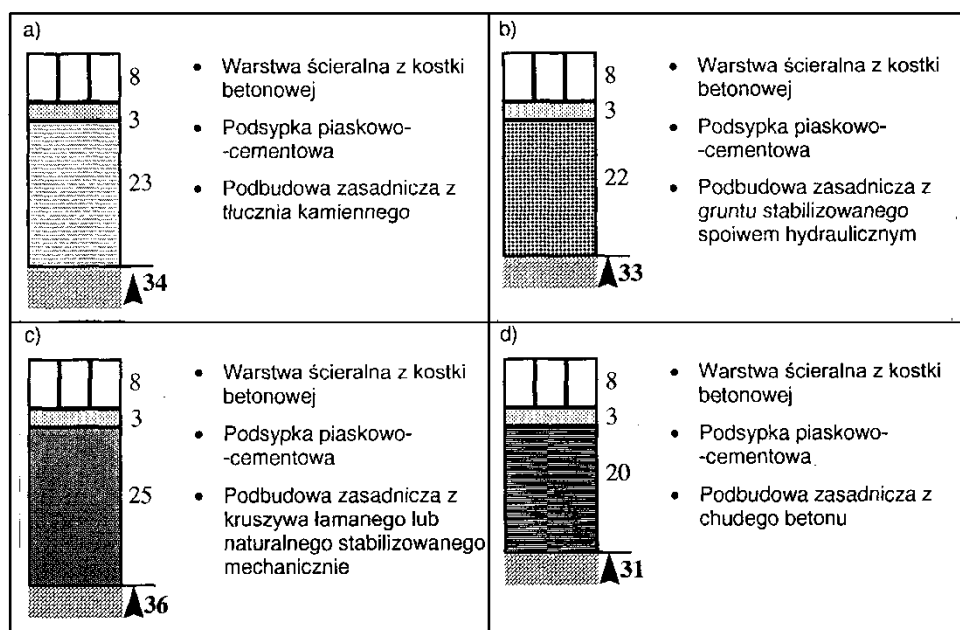 a)
8
3
23
34
• Warstwa ścieralna z kostki
betonowej
• Podsypka piaskowo-
-cementowa
• Podbudowa zasadnicza z
tłucznia kamiennego
b)
8
3
22
33
• Warstwa ścieralna z kostki
betonowej
• Podsypka piaskowo-
-cementowa
• Podbudowa zasadnicza z
gruntu stabilizowanego
spoiwem hydraulicznym
c)
8
3
25
36
• Warstwa ścieralna z kostki
betonowej
• Podsypka piaskowo-
-cementowa
• Podbudowa zasadnicza z
kruszywa łamanego lub
naturalnego stabilizowanego
mechanicznie
d)
8
3
20
31
• Warstwa ścieralna z kostki
betonowej
• Podsypka piaskowo-
-cementowa
• Podbudowa zasadnicza z
chudego betonu